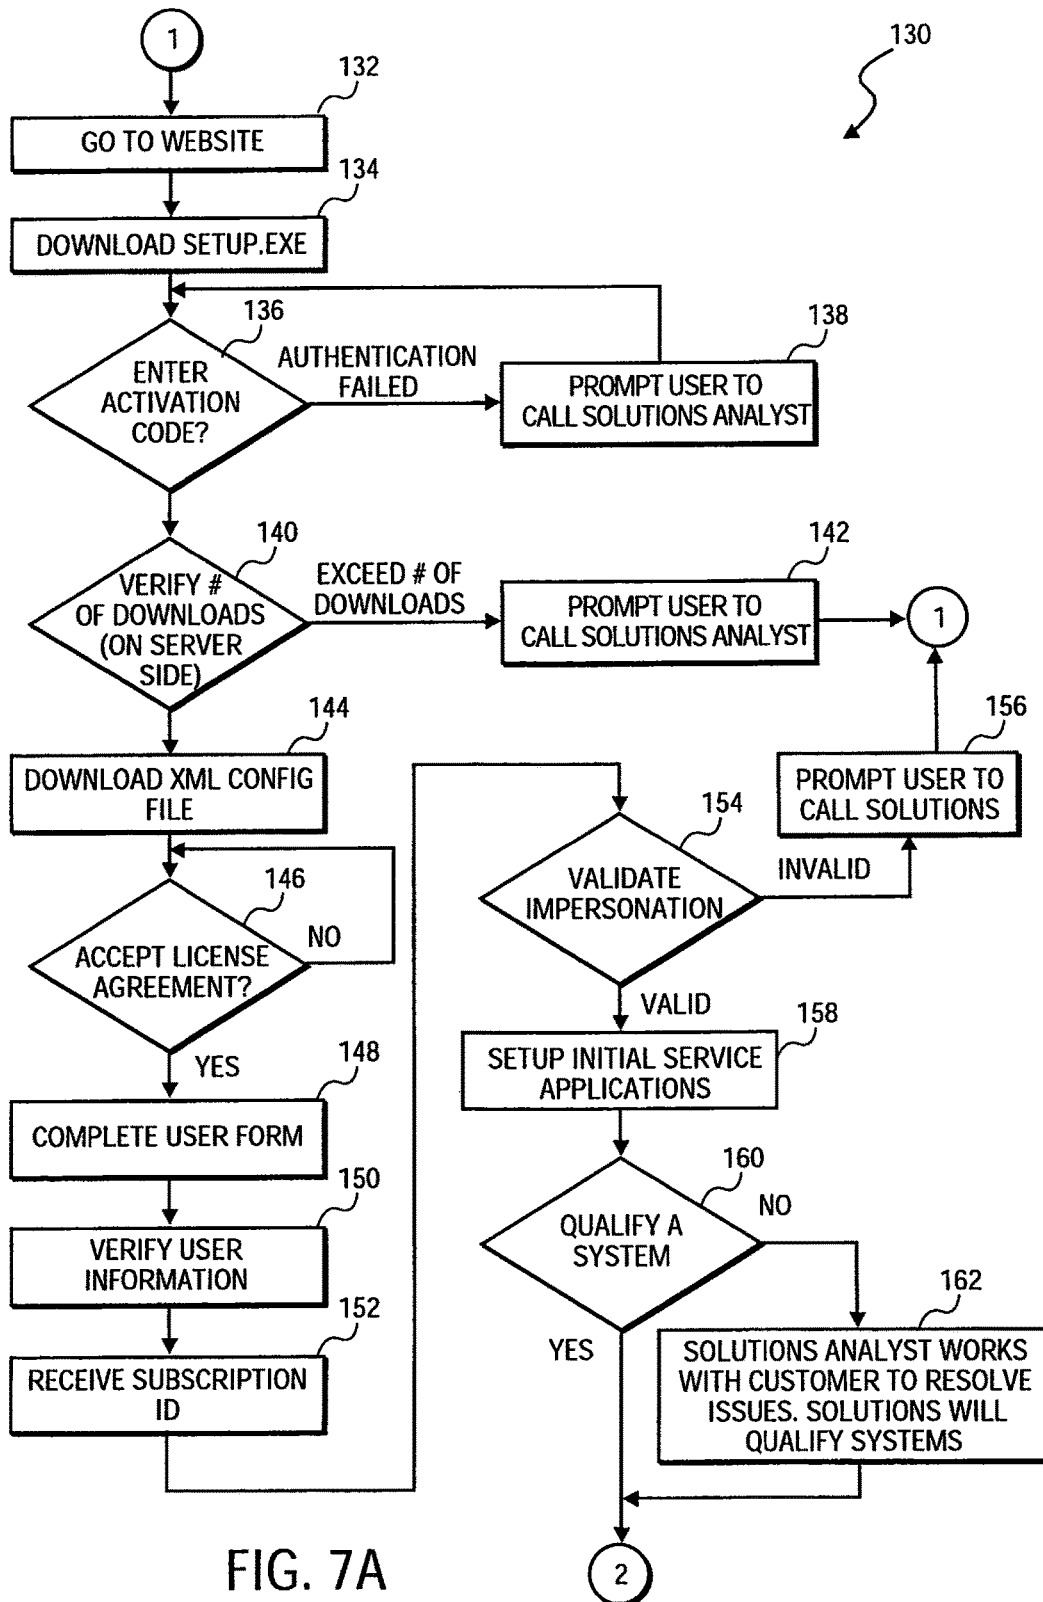 1
130
132
GO TO WEBSITE
134
DOWNLOAD SETUP.EXE
136
ENTER
ACTIVATION
CODE?
AUTHENTICATION
FAILED
138
PROMPT USER TO
CALL SOLUTIONS ANALYST
140
VERIFY #
OF DOWNLOADS
(ON SERVER
SIDE)
EXCEED # OF
DOWNLOADS
142
PROMPT USER TO
CALL SOLUTIONS ANALYST
1
144
DOWNLOAD XML CONFIG
FILE
146
ACCEPT LICENSE
AGREEMENT?
NO
YES
148
COMPLETE USER FORM
150
VERIFY USER
INFORMATION
152
RECEIVE SUBSCRIPTION
ID
154
VALIDATE
IMPERSONATION
INVALID
156
PROMPT USER TO
CALL SOLUTIONS
VALID
158
SETUP INITIAL SERVICE
APPLICATIONS
160
QUALIFY A
SYSTEM
NO
YES
162
SOLUTIONS ANALYST WORKS
WITH CUSTOMER TO RESOLVE
ISSUES. SOLUTIONS WILL
QUALIFY SYSTEMS
2
FIG. 7A